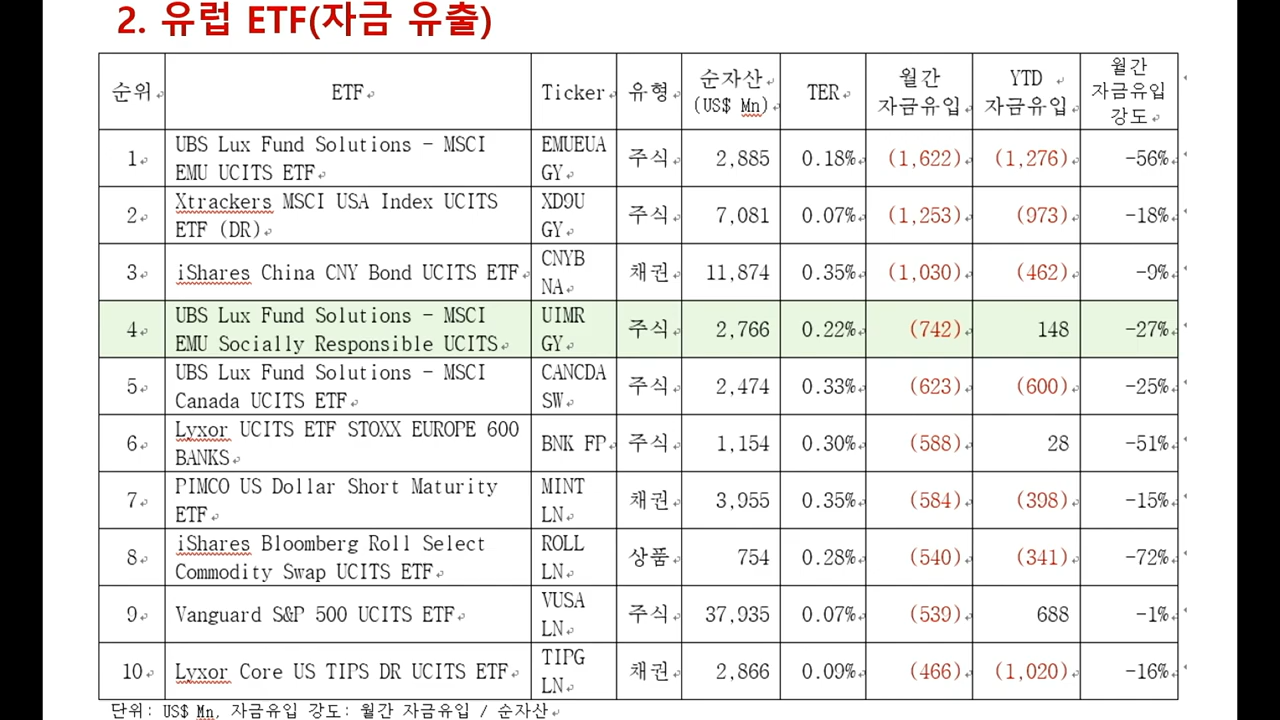 2. 유럽 ETF(자금 유출)
순위 ETF Ticker 유형 순자산 (US$ Mn) TER 월간 자금유입 YTD 자금유입 월간 자금유입 강도
1 UBS Lux Fund Solutions - MSCI EMU UCITS ETF EMUEUA GY 주식 2,885 0.18% (1,622) (1,276) -56%
2 Xtrackers MSCI USA Index UCITS ETF (DR) XD9U GY 주식 7,081 0.07% (1,253) (973) -18%
3 iShares China CNY Bond UCITS ETF CNYB NA 채권 11,874 0.35% (1,030) (462) -9%
4 UBS Lux Fund Solutions - MSCI EMU Socially Responsible UCITS UIMR GY 주식 2,766 0.22% (742) 148 -27%
5 UBS Lux Fund Solutions - MSCI Canada UCITS ETF CANCDA SW 주식 2,474 0.33% (623) (600) -25%
6 Lyxor UCITS ETF STOXX EUROPE 600 BANKS BNK FP 주식 1,154 0.30% (588) 28 -51%
7 PIMCO US Dollar Short Maturity ETF MINT LN 채권 3,955 0.35% (584) (398) -15%
8 iShares Bloomberg Roll Select Commodity Swap UCITS ETF ROLL LN 상품 754 0.28% (540) (341) -72%
9 Vanguard S&P 500 UCITS ETF VUSA LN 주식 37,935 0.07% (539) 688 -1%
10 Lyxor Core US TIPS DR UCITS ETF TIPG LN 채권 2,866 0.09% (466) (1,020) -16%
단위: US$ Mn, 자금유입 강도: 월간 자금유입 / 순자산